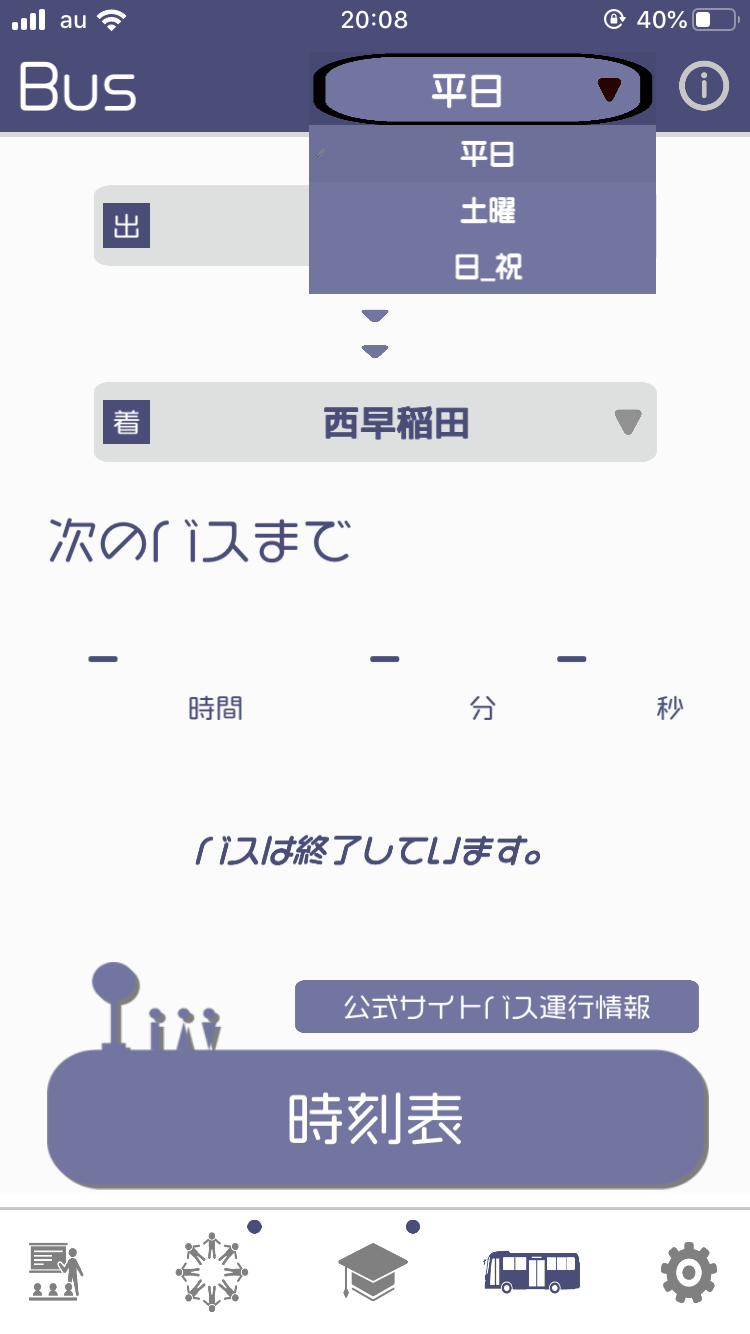 au 20:08 40%
Bus 平日
平日
土曜
日_祝
出
着 西早稲田
次のバスまで
- - -
時間 分 秒
バスは終了しています。
公式サイトバス運行情報
時刻表